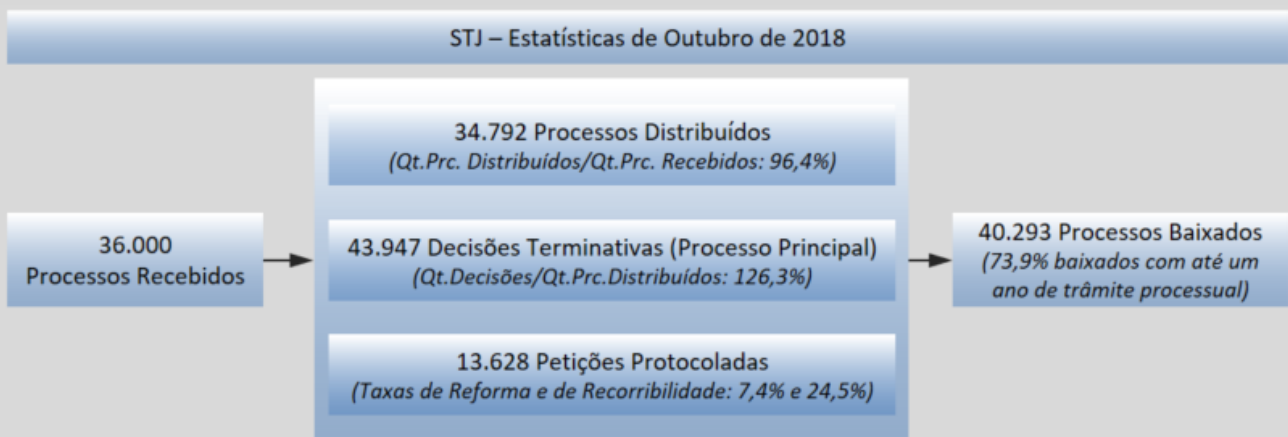 STJ – Estatísticas de Outubro de 2018
34.792 Processos Distribuídos
(Qt.Prc. Distribuídos/Qt.Prc. Recebidos: 96,4%)
36.000
Processos Recebidos
43.947 Decisões Terminativas (Processo Principal)
(Qt.Decisões/Qt.Prc.Distribuídos: 126,3%)
13.628 Petições Protocoladas
(Taxas de Reforma e de Recorribilidade: 7,4% e 24,5%)
40.293 Processos Baixados
(73,9% baixados com até um
ano de trâmite processual)